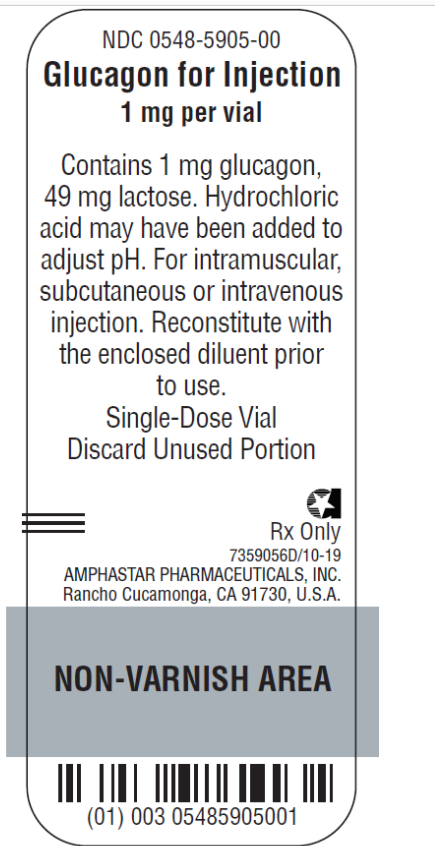 NDC 0548-5905-00
Glucagon for Injection
1 mg per vial
Contains 1 mg glucagon,
49 mg lactose. Hydrochloric
acid may have been added to
adjust pH. For intramuscular,
subcutaneous or intravenous
injection. Reconstitute with
the enclosed diluent prior
to use.
Single-Dose Vial
Discard Unused Portion
Rx Only
7359056D/10-19
AMPHASTAR PHARMACEUTICALS, INC.
Rancho Cucamonga, CA 91730, U.S.A.
NON-VARNISH AREA
(01) 003 05485905001